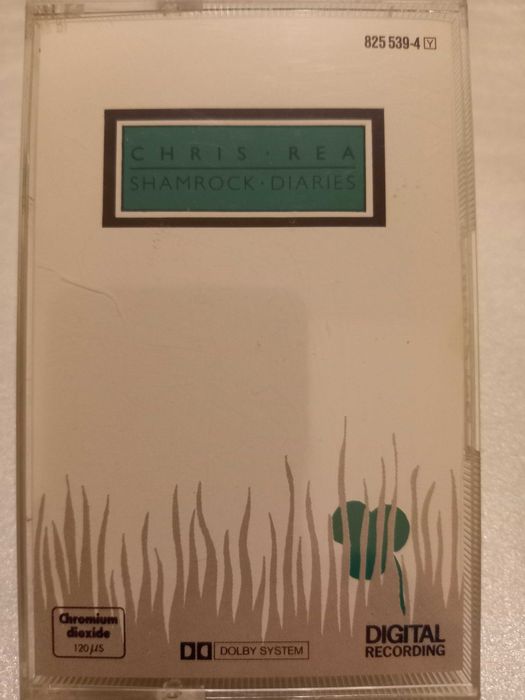 825 539-4 Y
CHRIS · REA
SHAMROCK · DIARIES
Chromium
dioxide
120 µS
DOLBY SYSTEM
DIGITAL
RECORDING